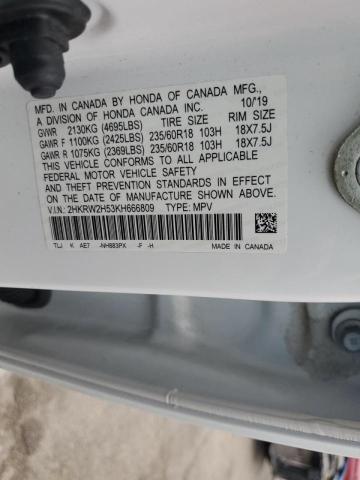 MFD. IN CANADA BY HONDA OF CANADA MFG., 10/19
A DIVISION OF HONDA CANADA INC.
GVWR 2130KG (4695LBS) TIRE SIZE RIM SIZE
GAWR F 1100KG (2425LBS) 235/60R18 103H 18X7.5J
GAWR R 1075KG (2369LBS) 235/60R18 103H 18X7.5J
THIS VEHICLE CONFORMS TO ALL APPLICABLE
FEDERAL MOTOR VEHICLE SAFETY
STANDARDS IN EFFECT
ON THE DATE OF MANUFACTURE SHOWN ABOVE.
V.I.N: 2HKRW2H53KH666809 TYPE: MPV
TLJ K AE7 -NH883PX -F -H MADE IN CANADA